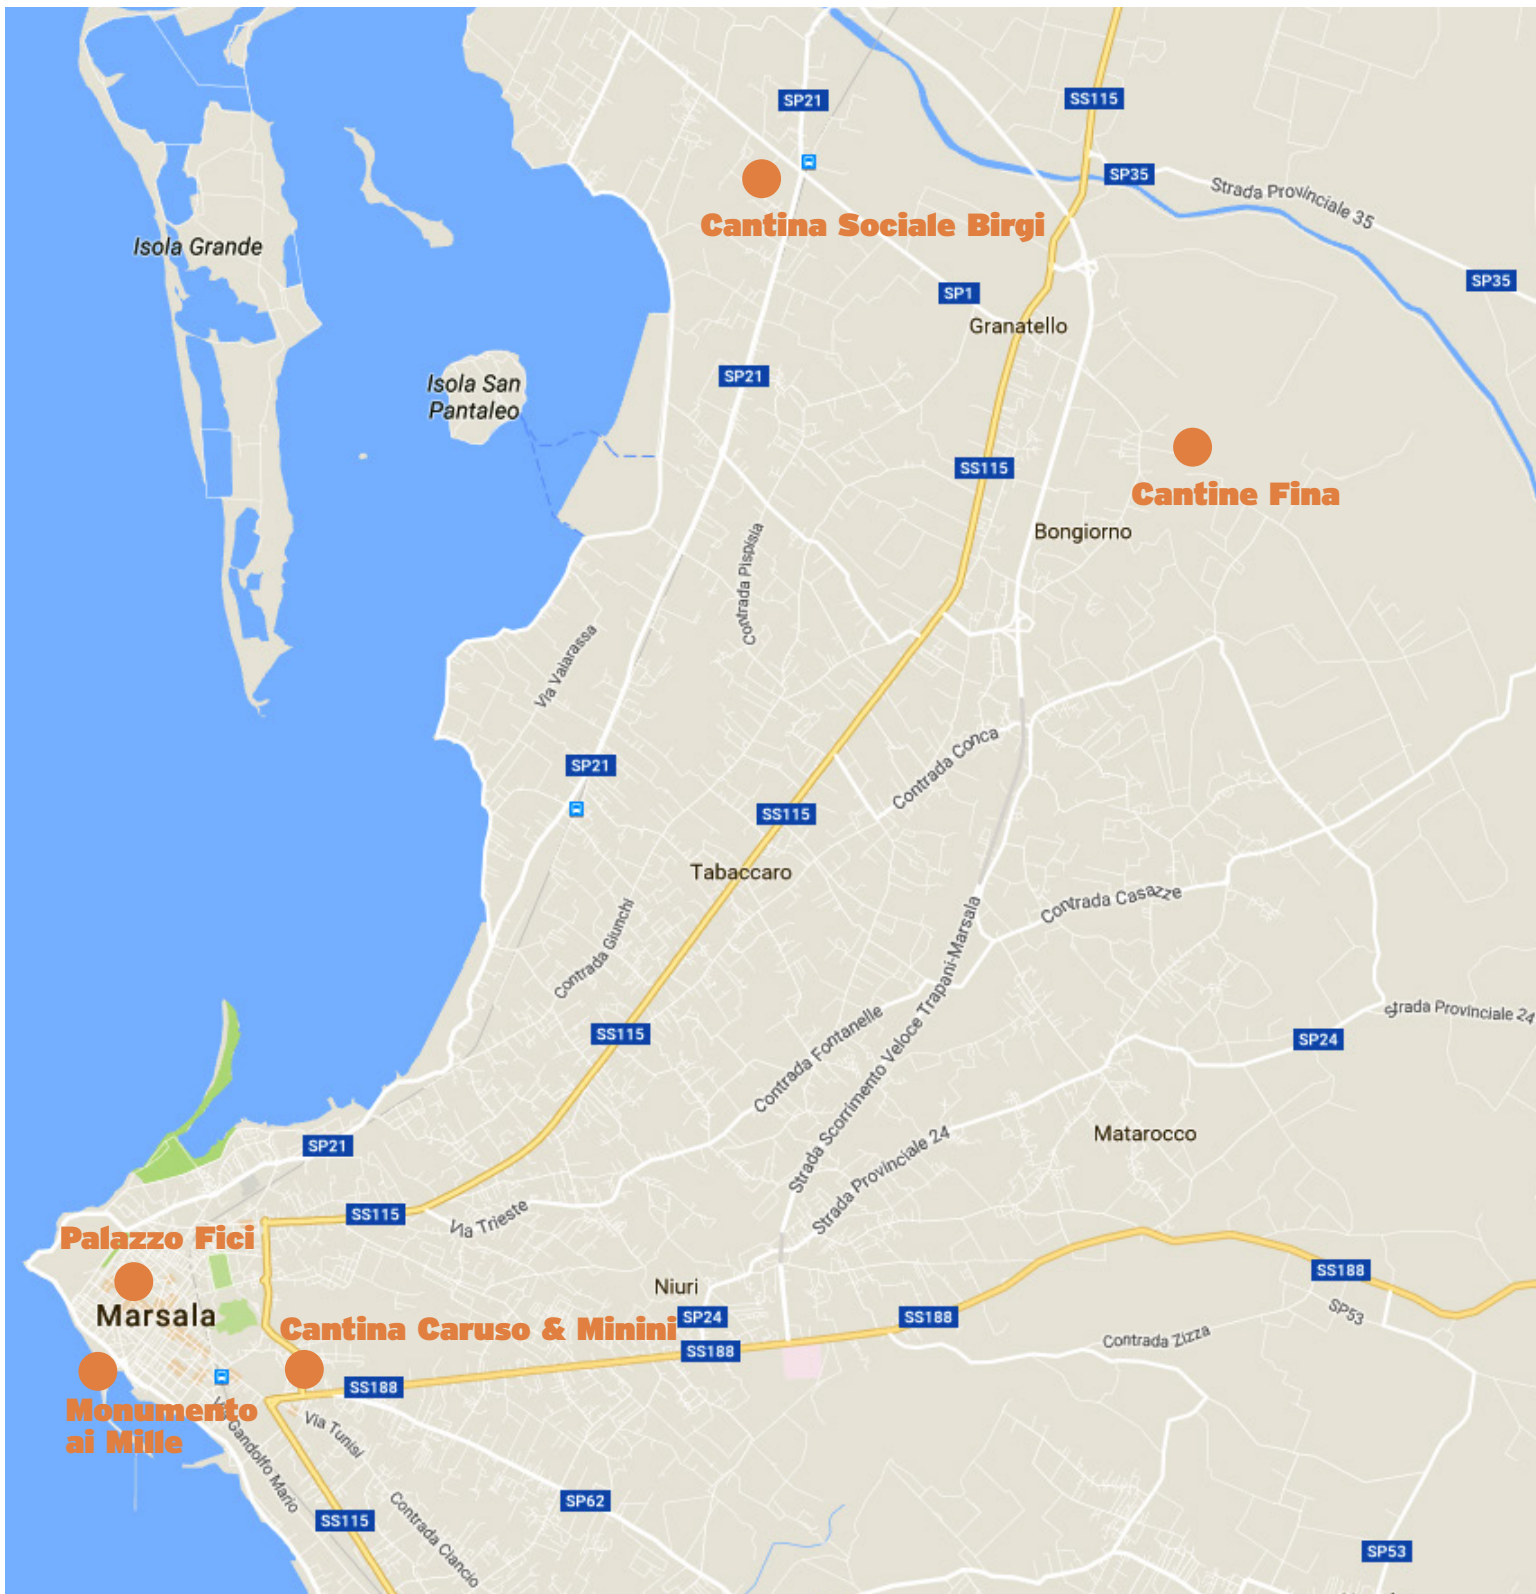 SP21
SS115
SP35
Strada Provinciale 35
Cantina Sociale Birgi
Isola Grande
SP35
SP1
Granatello
SP21
Isola San
Pantaleo
SS115
Cantine Fina
Bongiorno
Contrada Pispisia
Via Vaiarassa
Contrada Conca
SP21
SS115
Tabaccaro
Contrada Casazze
Contrada Giunchi
Strada Scorrimento Veloce Trapani-Marsala
Strada Provinciale 24
SS115
SP24
Contrada Fontanelle
Matarocco
Strada Provinciale 24
SP21
SS115
Via Trieste
Palazzo Fici
Marsala
SS188
Niuri
SP24
SS188
SP53
Cantina Caruso & Minini
SS188
Contrada Zizza
SS188
Monumento
ai Mille
Via Gandolfo Mario
Via Tunisi
SP62
SS115
Contrada Ciancio
SP53